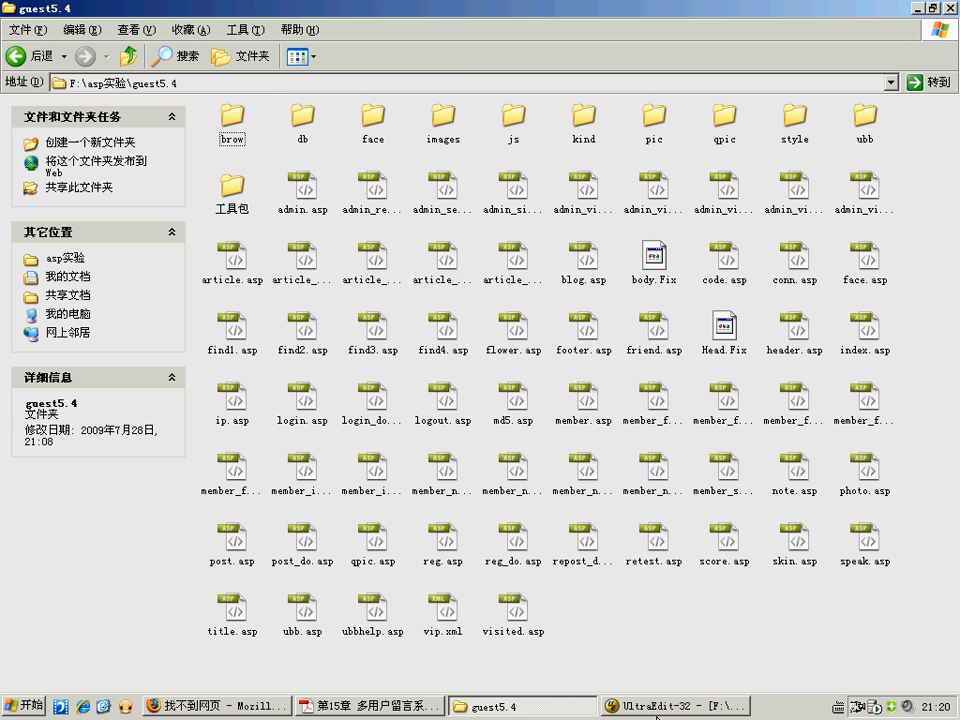 guest5.4
文件(F) 编辑(E) 查看(V) 收藏(A) 工具(T) 帮助(H)
后退 搜索 文件夹
地址(D) F:\asp实验\guest5.4 转到
文件和文件夹任务
创建一个新文件夹
将这个文件夹发布到
Web
共享此文件夹
其它位置
asp实验
我的文档
共享文档
我的电脑
网上邻居
详细信息
guest5.4
文件夹
修改日期: 2009年7月28日,
21:08
brow db face images js kind pic qpic style ubb
工具包 admin.asp admin_re... admin_se... admin_si... admin_vi... admin_vi... admin_vi... admin_vi... admin_vi...
article.asp article_... article_... article_... article_... blog.asp body.Fix code.asp conn.asp face.asp
find1.asp find2.asp find3.asp find4.asp flower.asp footer.asp friend.asp Head.Fix header.asp index.asp
ip.asp login.asp login_do... logout.asp md5.asp member.asp member_f... member_f... member_f... member_f...
member_f... member_i... member_i... member_n... member_n... member_n... member_n... member_s... note.asp photo.asp
post.asp post_do.asp qpic.asp reg.asp reg_do.asp repost_d... retest.asp score.asp skin.asp speak.asp
title.asp ubb.asp ubbhelp.asp vip.xml visited.asp
开始 找不到网页 - Mozill... 第15章 多用户留言系... guest5.4 UltraEdit-32 - [F:\... 21:20